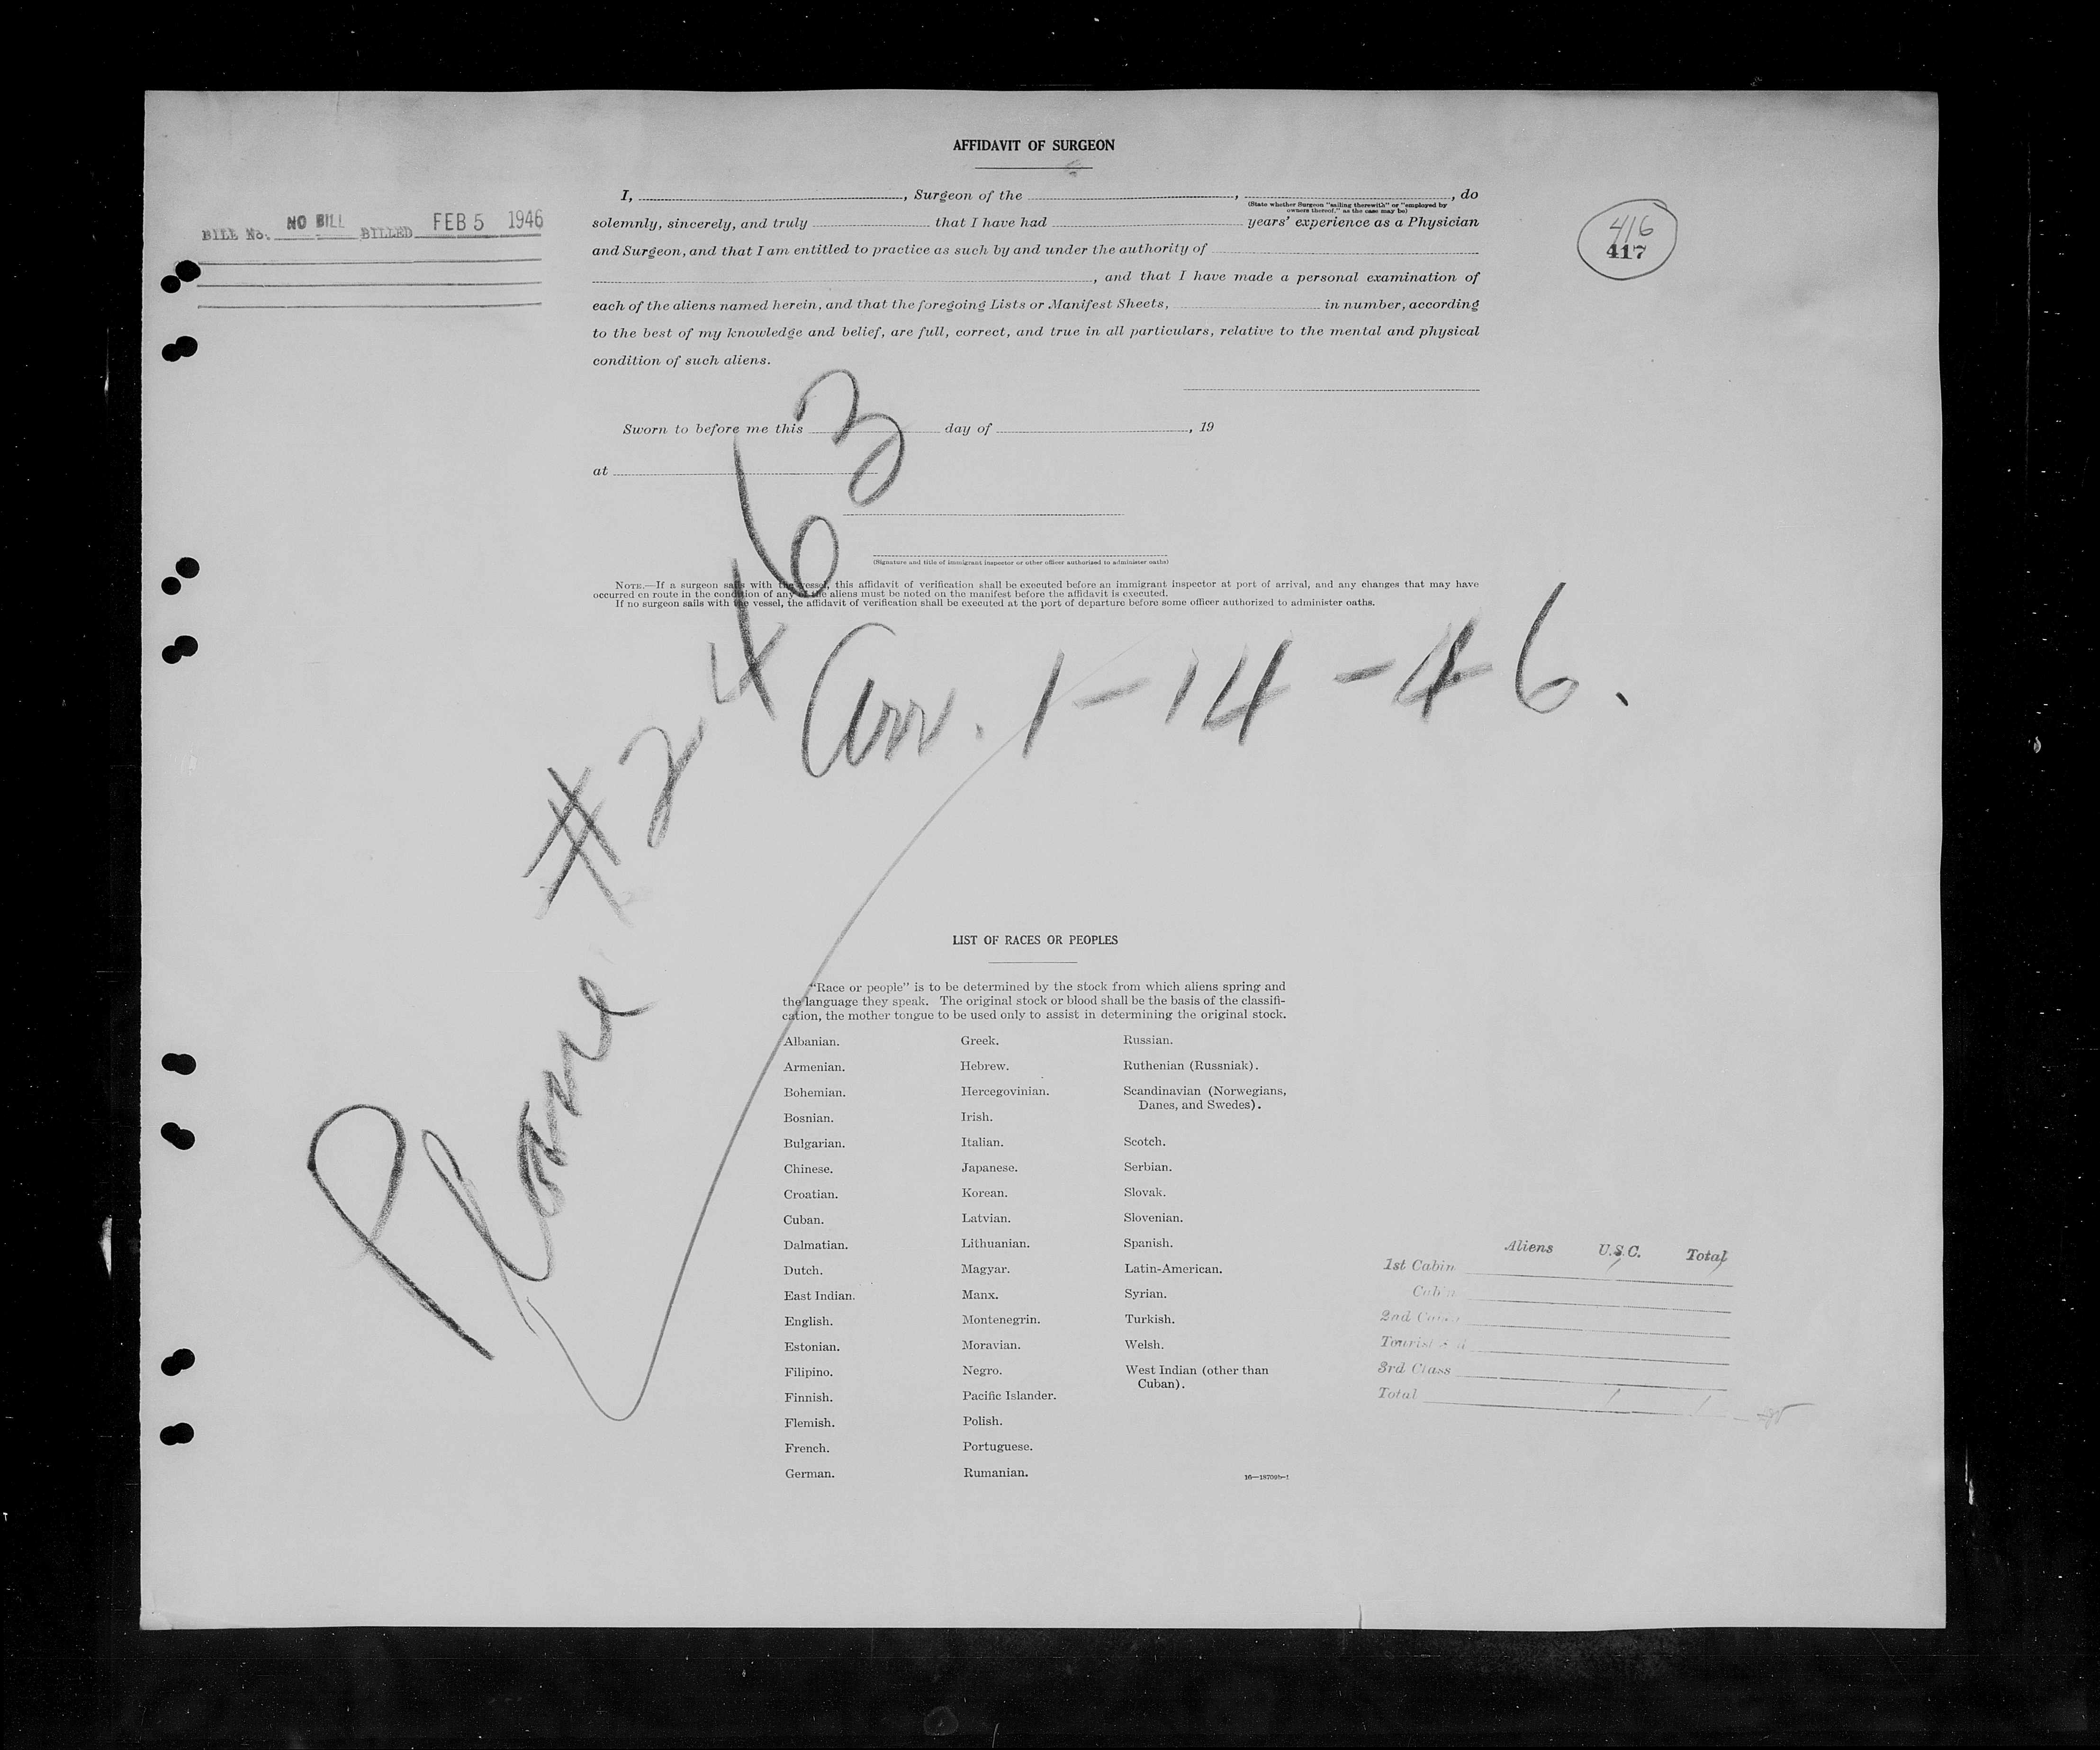 AFFIDAVIT OF SURGEON
I, , Surgeon of the , , do
(State whether Surgeon "sailing therewith" or "employed by
owners thereof," as the case may be)
solemnly, sincerely, and truly that I have had years' experience as a Physician
and Surgeon, and that I am entitled to practice as such by and under the authority of
, and that I have made a personal examination of
each of the aliens named herein, and that the foregoing Lists or Manifest Sheets, in number, according
to the best of my knowledge and belief, are full, correct, and true in all particulars, relative to the mental and physical
condition of such aliens.
BILL No. NO BILL BILLED FEB 5 1946
416
417
Sworn to before me this day of , 19
at
(Signature and title of immigrant inspector or other officer authorized to administer oaths)
NOTE.—If a surgeon sails with the vessel, this affidavit of verification shall be executed before an immigrant inspector at port of arrival, and any changes that may have
occurred en route in the condition of any of the aliens must be noted on the manifest before the affidavit is executed.
If no surgeon sails with the vessel, the affidavit of verification shall be executed at the port of departure before some officer authorized to administer oaths.
Plane #2463
Arr. 1-14-46.
LIST OF RACES OR PEOPLES
"Race or people" is to be determined by the stock from which aliens spring and
the language they speak. The original stock or blood shall be the basis of the classifi-
cation, the mother tongue to be used only to assist in determining the original stock.
Albanian.
Armenian.
Bohemian.
Bosnian.
Bulgarian.
Chinese.
Croatian.
Cuban.
Dalmatian.
Dutch.
East Indian.
English.
Estonian.
Filipino.
Finnish.
Flemish.
French.
German.
Greek.
Hebrew.
Hercegovinian.
Irish.
Italian.
Japanese.
Korean.
Latvian.
Lithuanian.
Magyar.
Manx.
Montenegrin.
Moravian.
Negro.
Pacific Islander.
Polish.
Portuguese.
Rumanian.
Russian.
Ruthenian (Russniak).
Scandinavian (Norwegians,
Danes, and Swedes).
Scotch.
Serbian.
Slovak.
Slovenian.
Spanish.
Latin-American.
Syrian.
Turkish.
Welsh.
West Indian (other than
Cuban).
Aliens U.S.C. Total
1st Cabin 1 1
Cabin
2nd
Tourist
3rd Class
Total 1 1